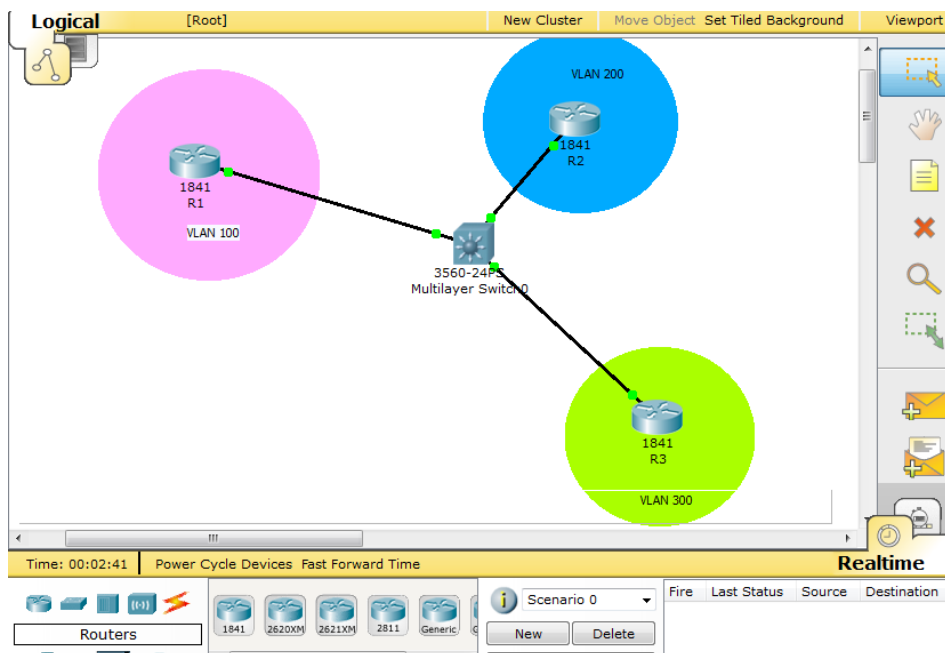 Logical [Root] New Cluster Move Object Set Tiled Background Viewport
VLAN 200
1841
R2
1841
R1
VLAN 100
3560-24PS
Multilayer Switch0
1841
R3
VLAN 300
Time: 00:02:41 Power Cycle Devices Fast Forward Time Realtime
Scenario 0 Fire Last Status Source Destination
1841 2620XM 2621XM 2811 Generic
Routers New Delete